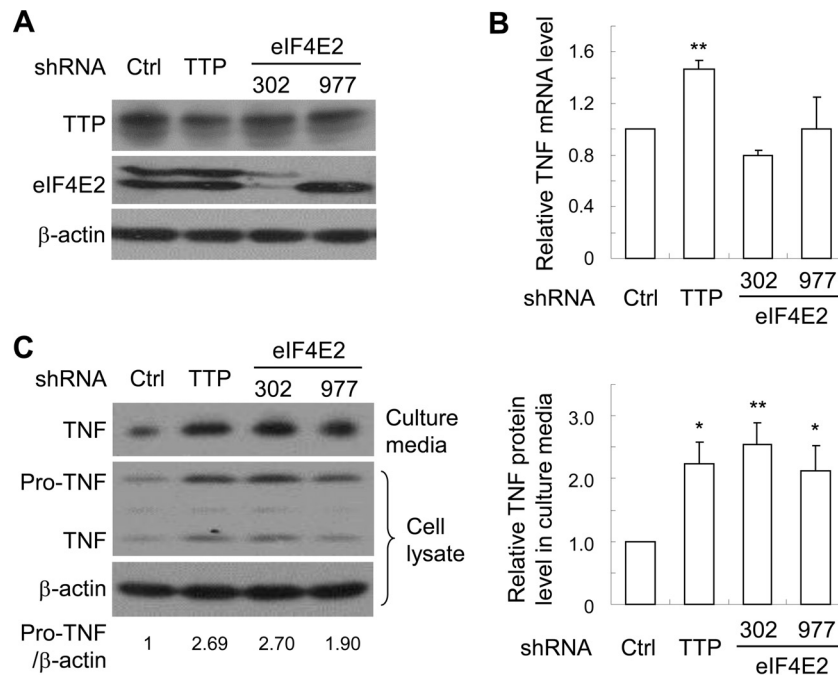 A
eIF4E2
shRNA Ctrl TTP 302 977
TTP
eIF4E2
β-actin
B
Relative TNF mRNA level
1.6
1.2
0.8
0.4
0
**
302 977
shRNA Ctrl TTP
eIF4E2
C
eIF4E2
shRNA Ctrl TTP 302 977
TNF
Culture
media
Pro-TNF
TNF
Cell
lysate
β-actin
Pro-TNF
/β-actin
1 2.69 2.70 1.90
Relative TNF protein
level in culture media
3.0
2.0
1.0
0.0
* ** *
302 977
shRNA Ctrl TTP
eIF4E2